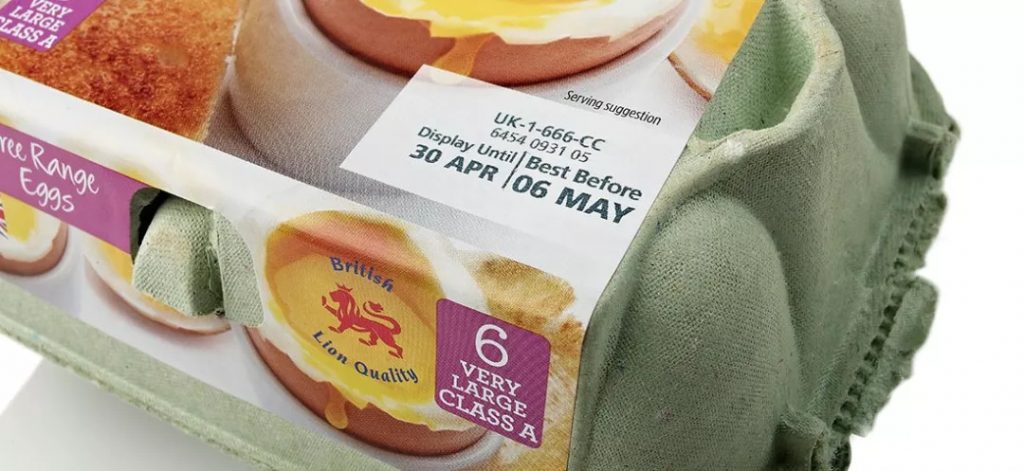 VERY
LARGE
CLASS A
Serving suggestion
UK-1-666-CC
6454 0931 05
Display Until Best Before
30 APR 06 MAY
Range
Eggs
British
Lion Quality
6
VERY
LARGE
CLASS A